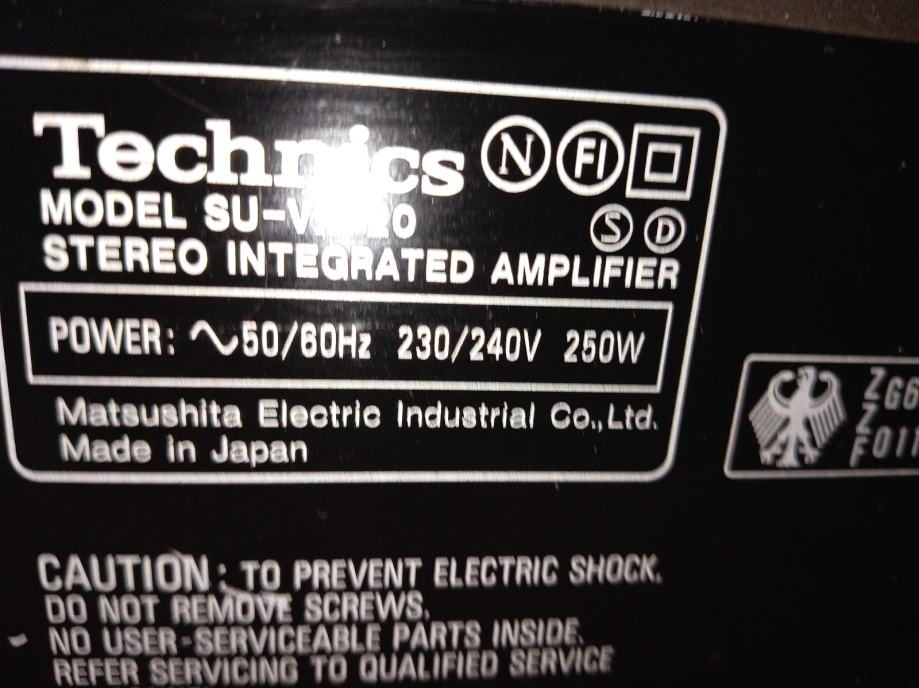 Technics N FI
MODEL
S D
STEREO INTEGRATED AMPLIFIER
POWER: ∿50/60Hz 230/240V 250W
Matsushita Electric Industrial Co., Ltd.
Made in Japan
CAUTION: TO PREVENT ELECTRIC SHOCK.
DO NOT REMOVE SCREWS.
NO USER-SERVICEABLE PARTS INSIDE.
REFER SERVICING TO QUALIFIED SERVICE